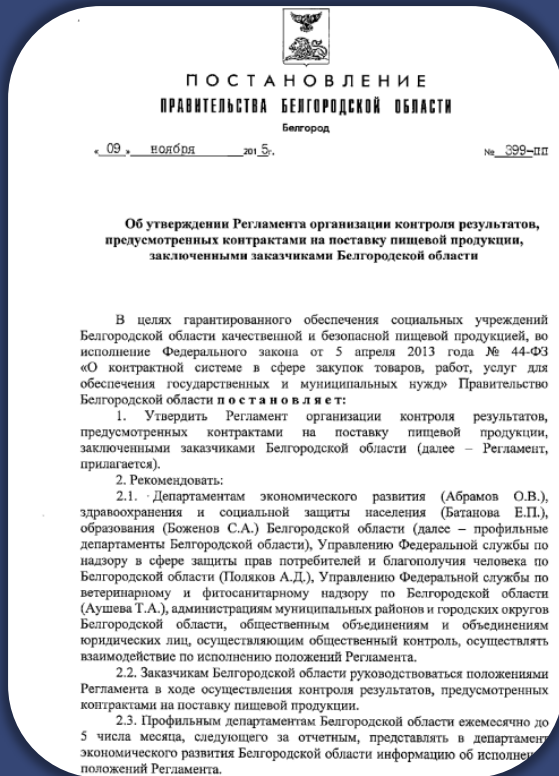 ПОСТАНОВЛЕНИЕ
ПРАВИТЕЛЬСТВА БЕЛГОРОДСКОЙ ОБЛАСТИ
Белгород
« 09 » ноября 2015г. № 399-пп
Об утверждении Регламента организации контроля результатов,
предусмотренных контрактами на поставку пищевой продукции,
заключенными заказчиками Белгородской области
В целях гарантированного обеспечения социальных учреждений
Белгородской области качественной и безопасной пищевой продукцией, во
исполнение Федерального закона от 5 апреля 2013 года № 44-ФЗ
«О контрактной системе в сфере закупок товаров, работ, услуг для
обеспечения государственных и муниципальных нужд» Правительство
Белгородской области постановляет:
1. Утвердить Регламент организации контроля результатов,
предусмотренных контрактами на поставку пищевой продукции,
заключенными заказчиками Белгородской области (далее – Регламент,
прилагается).
2. Рекомендовать:
2.1. Департаментам экономического развития (Абрамов О.В.),
здравоохранения и социальной защиты населения (Батанова Е.П.),
образования (Боженов С.А.) Белгородской области (далее – профильные
департаменты Белгородской области), Управлению Федеральной службы по
надзору в сфере защиты прав потребителей и благополучия человека по
Белгородской области (Поляков А.Д.), Управлению Федеральной службы по
ветеринарному и фитосанитарному надзору по Белгородской области
(Аушева Т.А.), администрациям муниципальных районов и городских округов
Белгородской области, общественным объединениям и объединениям
юридических лиц, осуществляющим общественный контроль, осуществлять
взаимодействие по исполнению положений Регламента.
2.2. Заказчикам Белгородской области руководствоваться положениями
Регламента в ходе осуществления контроля результатов, предусмотренных
контрактами на поставку пищевой продукции.
2.3. Профильным департаментам Белгородской области ежемесячно до
5 числа месяца, следующего за отчетным, представлять в департамент
экономического развития Белгородской области информацию об исполнен
положений Регламента.